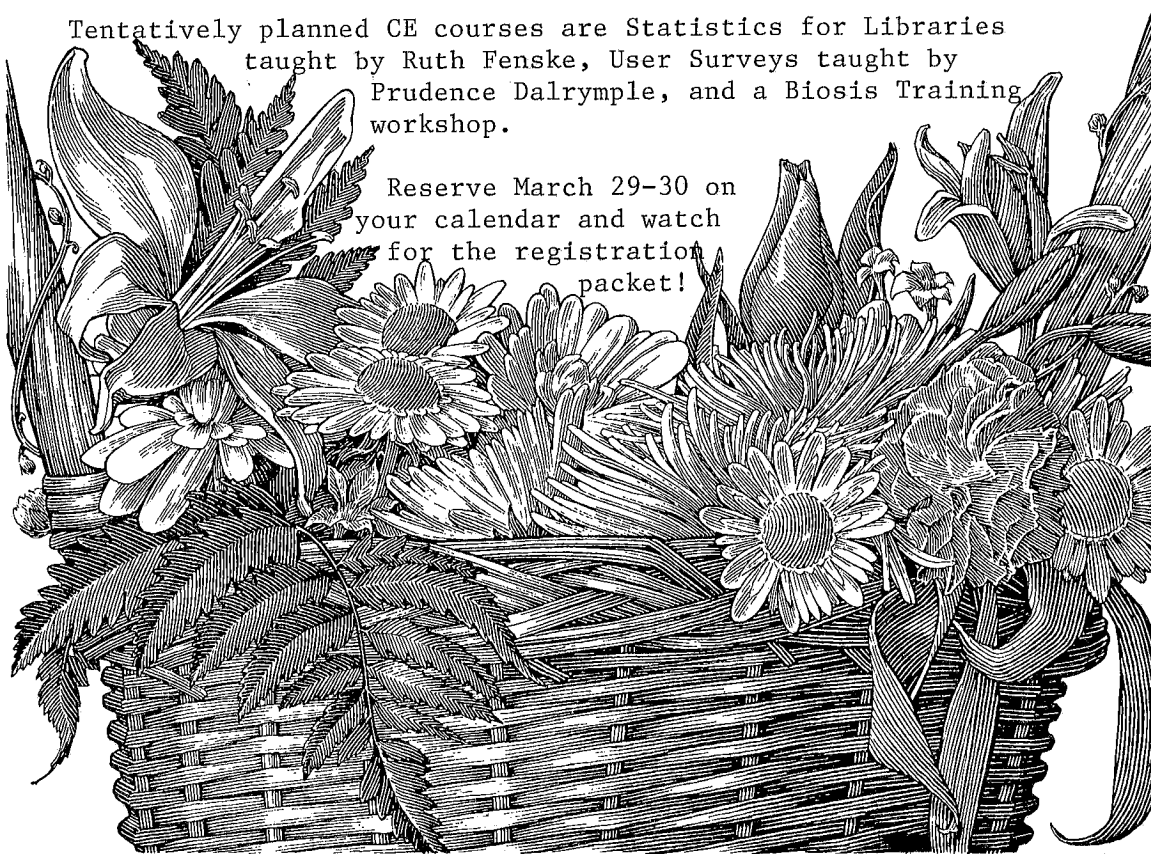 Tentatively planned CE courses are Statistics for Libraries
taught by Ruth Fenske, User Surveys taught by
Prudence Dalrymple, and a Biosis Training
workshop.
Reserve March 29-30 on
your calendar and watch
for the registration
packet!